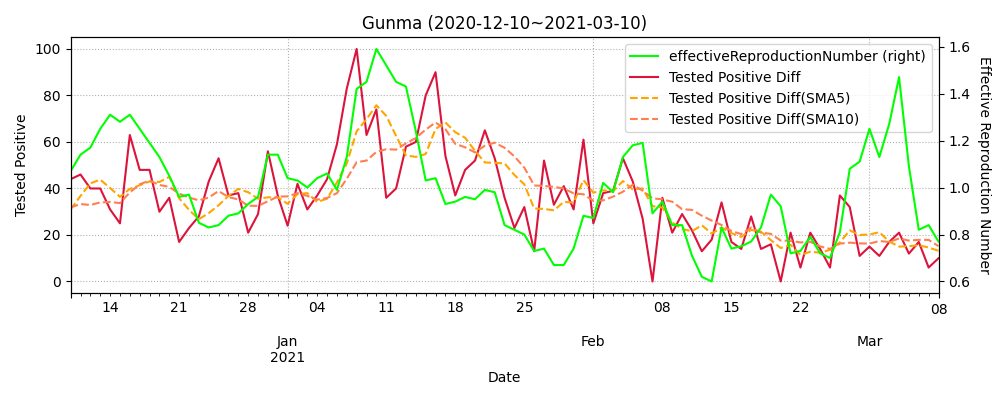 Gunma (2020-12-10~2021-03-10)
effectiveReproductionNumber (right)
Tested Positive Diff
Tested Positive Diff(SMA5)
Tested Positive Diff(SMA10)
Tested Positive
100
80
60
40
20
0
1.6
1.4
1.2
1.0
0.8
0.6
Effective Reproduction Number
14 21 28 04 11 18 25 08 15 22 08
Jan Feb Mar
2021
Date